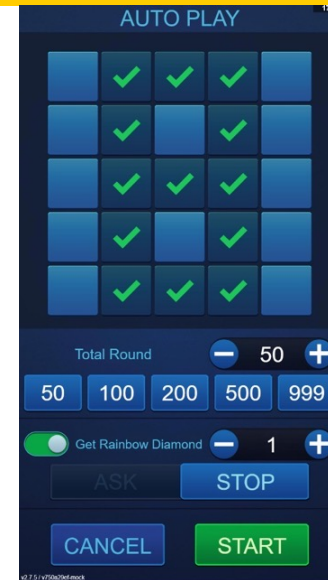 AUTO PLAY
Total Round
50
50 100 200 500 999
Get Rainbow Diamond
1
ASK STOP
CANCEL START